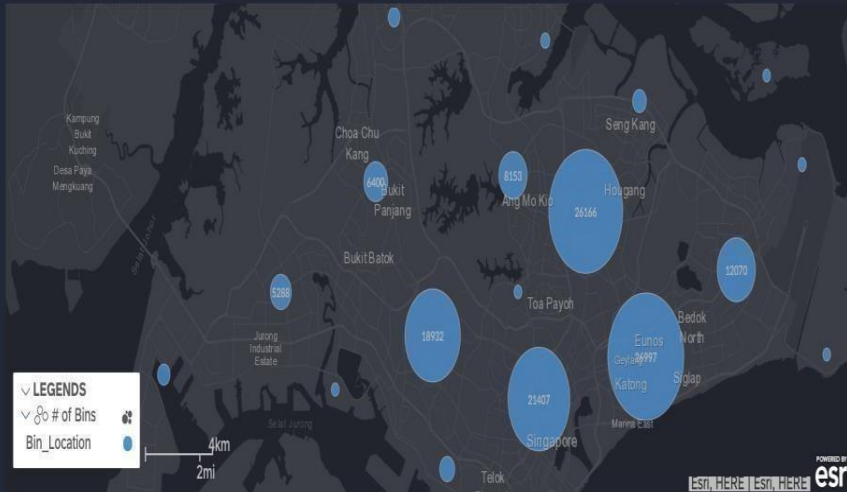 Kampung
Bukit
Kuching
Desa Paya
Mengkuang
Choa Chu
Kang
6400
Bukit
Panjang
8153
Ang Mo Kio
Seng Kang
26166
Hougang
Bukit Batok
5288
Jurong
Industrial
Estate
18932
Toa Payoh
12070
Bedok
North
Eunos
26997
Geylang
Katong
Siglap
Marina East
21407
Singapore
Selat Jurong
Telok
LEGENDS
# of Bins
Bin_Location
4km
2mi
Esri, HERE | Esri, HERE
POWERED BY
esri